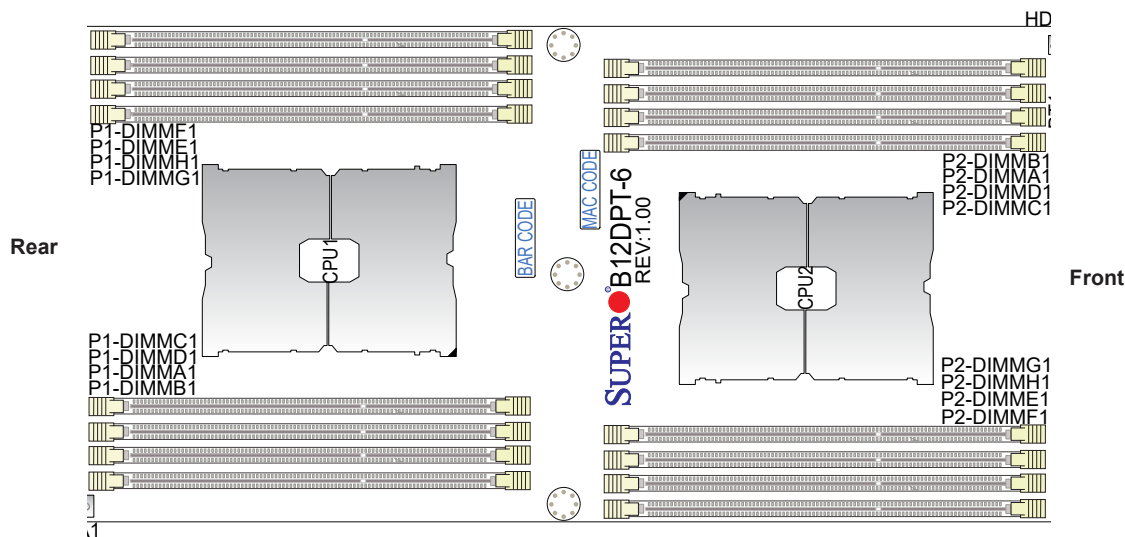 HD
P1-DIMMF1
P1-DIMME1
P1-DIMMH1
P1-DIMMG1
P2-DIMMB1
P2-DIMMA1
P2-DIMMD1
P2-DIMMC1
Rear
CPU1
BAR CODE
MAC CODE
SUPER B12DPT-6
REV:1.00
CPU2
Front
P1-DIMMC1
P1-DIMMD1
P1-DIMMA1
P1-DIMMB1
P2-DIMMG1
P2-DIMMH1
P2-DIMME1
P2-DIMMF1